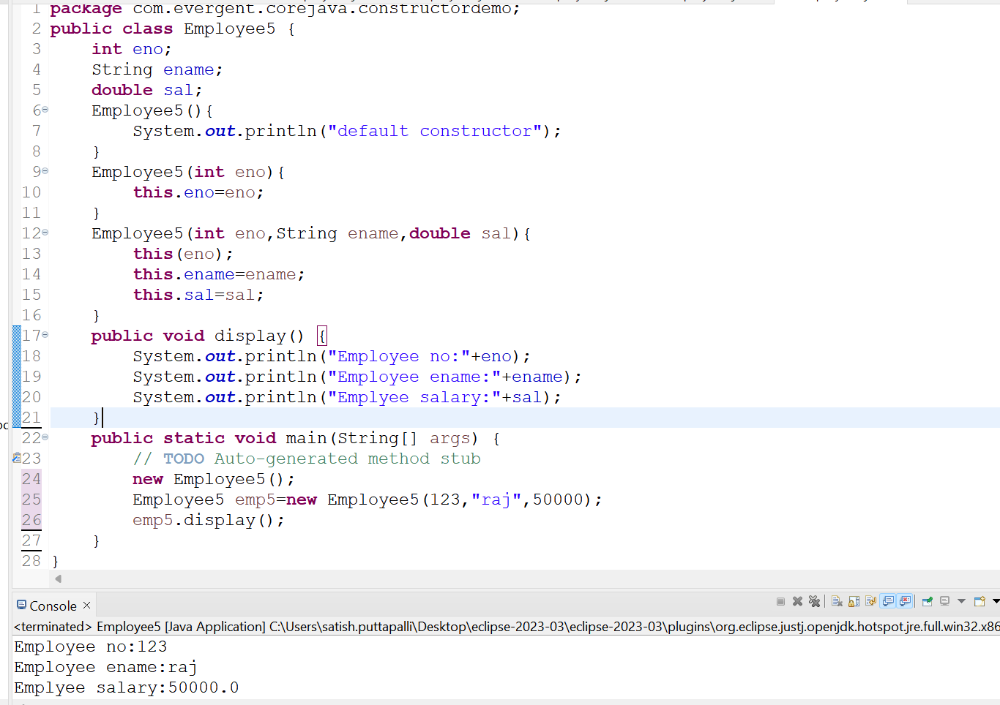 1 package com.evergent.corejava.constructordemo;
2 public class Employee5 {
3 int eno;
4 String ename;
5 double sal;
6 Employee5(){
7 System.out.println("default constructor");
8 }
9 Employee5(int eno){
10 this.eno=eno;
11 }
12 Employee5(int eno,String ename,double sal){
13 this(eno);
14 this.ename=ename;
15 this.sal=sal;
16 }
17 public void display() {
18 System.out.println("Employee no:"+eno);
19 System.out.println("Employee ename:"+ename);
20 System.out.println("Emplyee salary:"+sal);
21 }
22 public static void main(String[] args) {
23 // TODO Auto-generated method stub
24 new Employee5();
25 Employee5 emp5=new Employee5(123,"raj",50000);
26 emp5.display();
27 }
28 }
Console
<terminated> Employee5 [Java Application] C:\Users\satish.puttapalli\Desktop\eclipse-2023-03\eclipse-2023-03\plugins\org.eclipse.justj.openjdk.hotspot.jre.full.win32.x86
Employee no:123
Employee ename:raj
Emplyee salary:50000.0